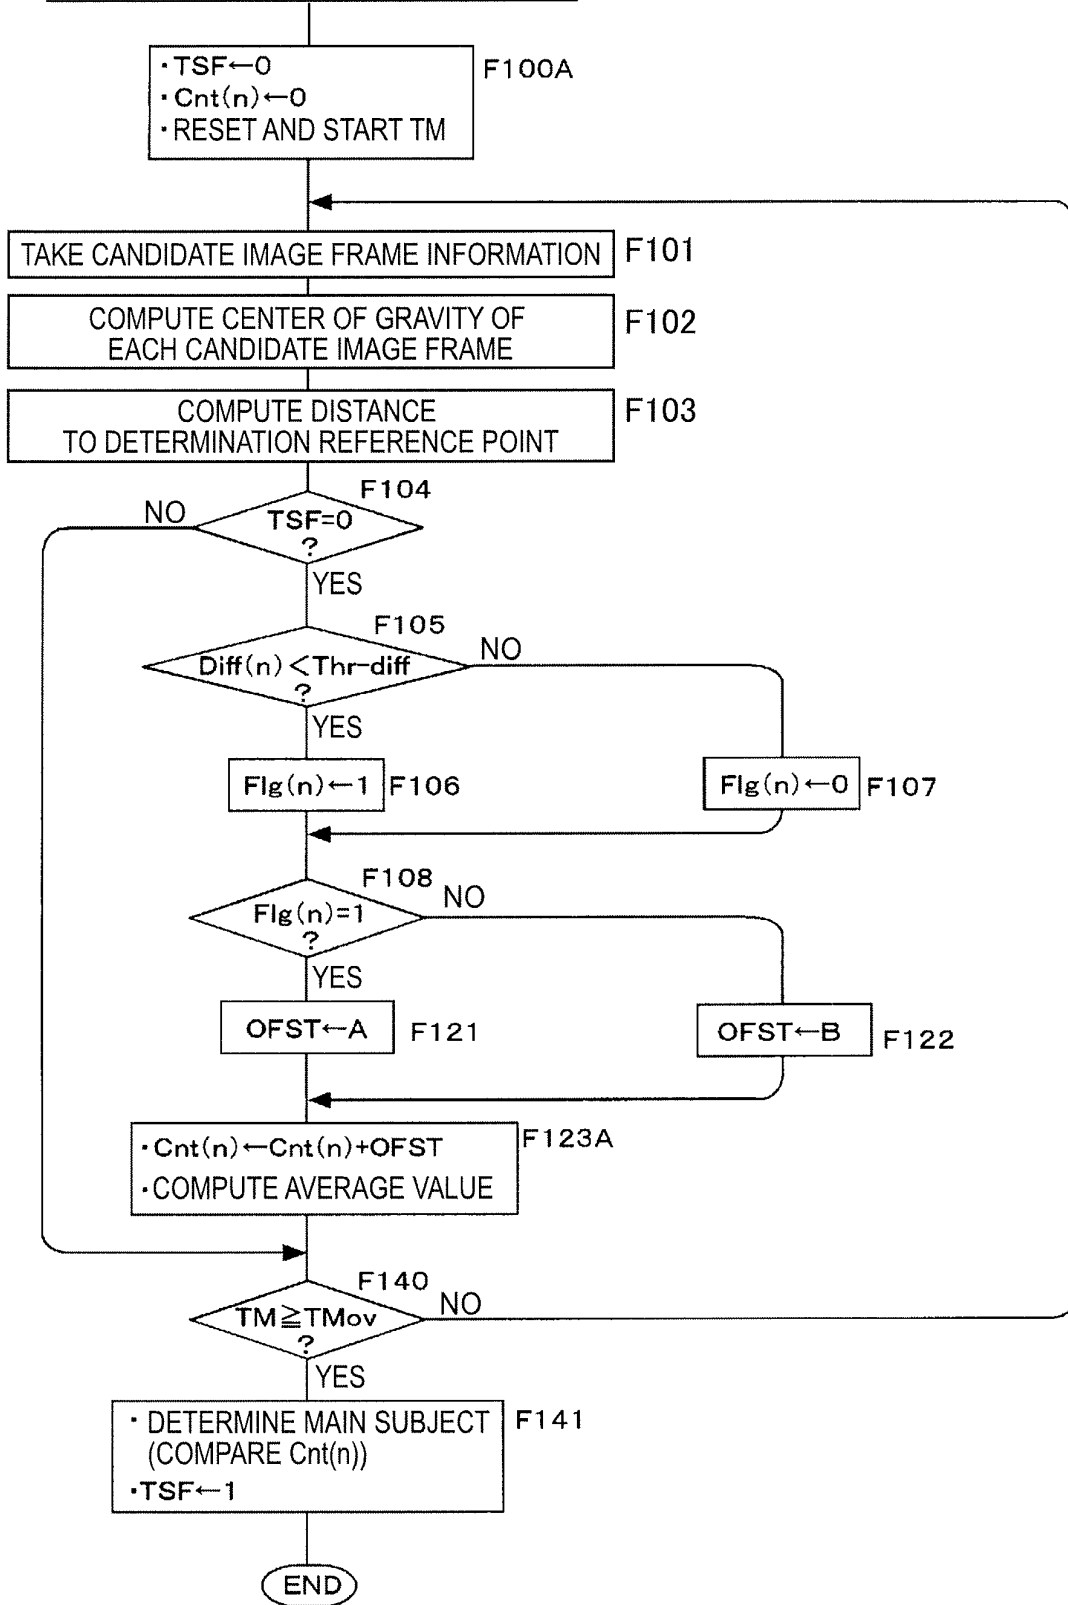 ·TSF←0
F100A
·Cnt(n)←0
·RESET AND START TM
TAKE CANDIDATE IMAGE FRAME INFORMATION
F101
COMPUTE CENTER OF GRAVITY OF
EACH CANDIDATE IMAGE FRAME
F102
COMPUTE DISTANCE
TO DETERMINATION REFERENCE POINT
F103
F104
NO
TSF=0
?
YES
F105
NO
Diff(n)<Thr-diff
?
YES
Flg(n)←1
F106
Flg(n)←0
F107
F108
NO
Flg(n)=1
?
YES
OFST←A
F121
OFST←B
F122
·Cnt(n)←Cnt(n)+OFST
F123A
·COMPUTE AVERAGE VALUE
F140
NO
TM≧TMov
?
YES
· DETERMINE MAIN SUBJECT
F141
(COMPARE Cnt(n))
·TSF←1
END